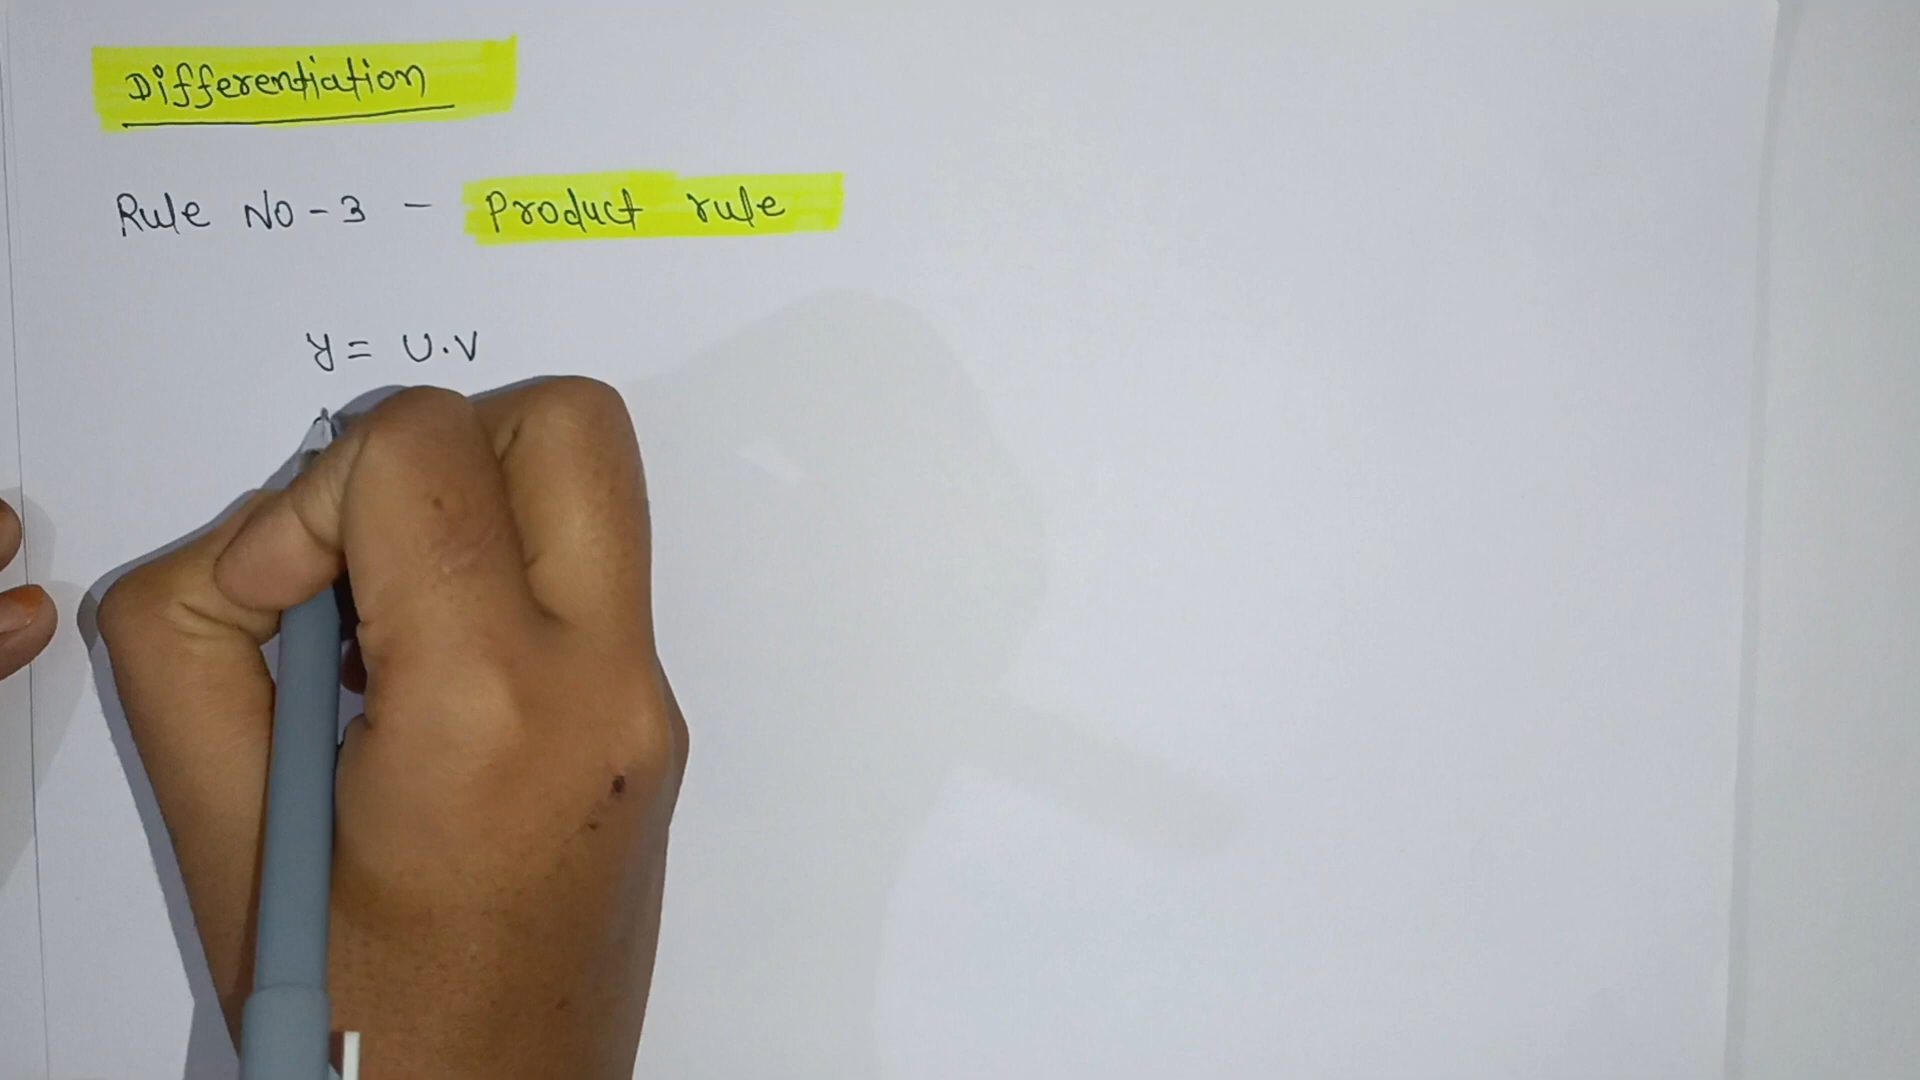 Differentiation
Rule NO-3 - Product rule
y = U.V